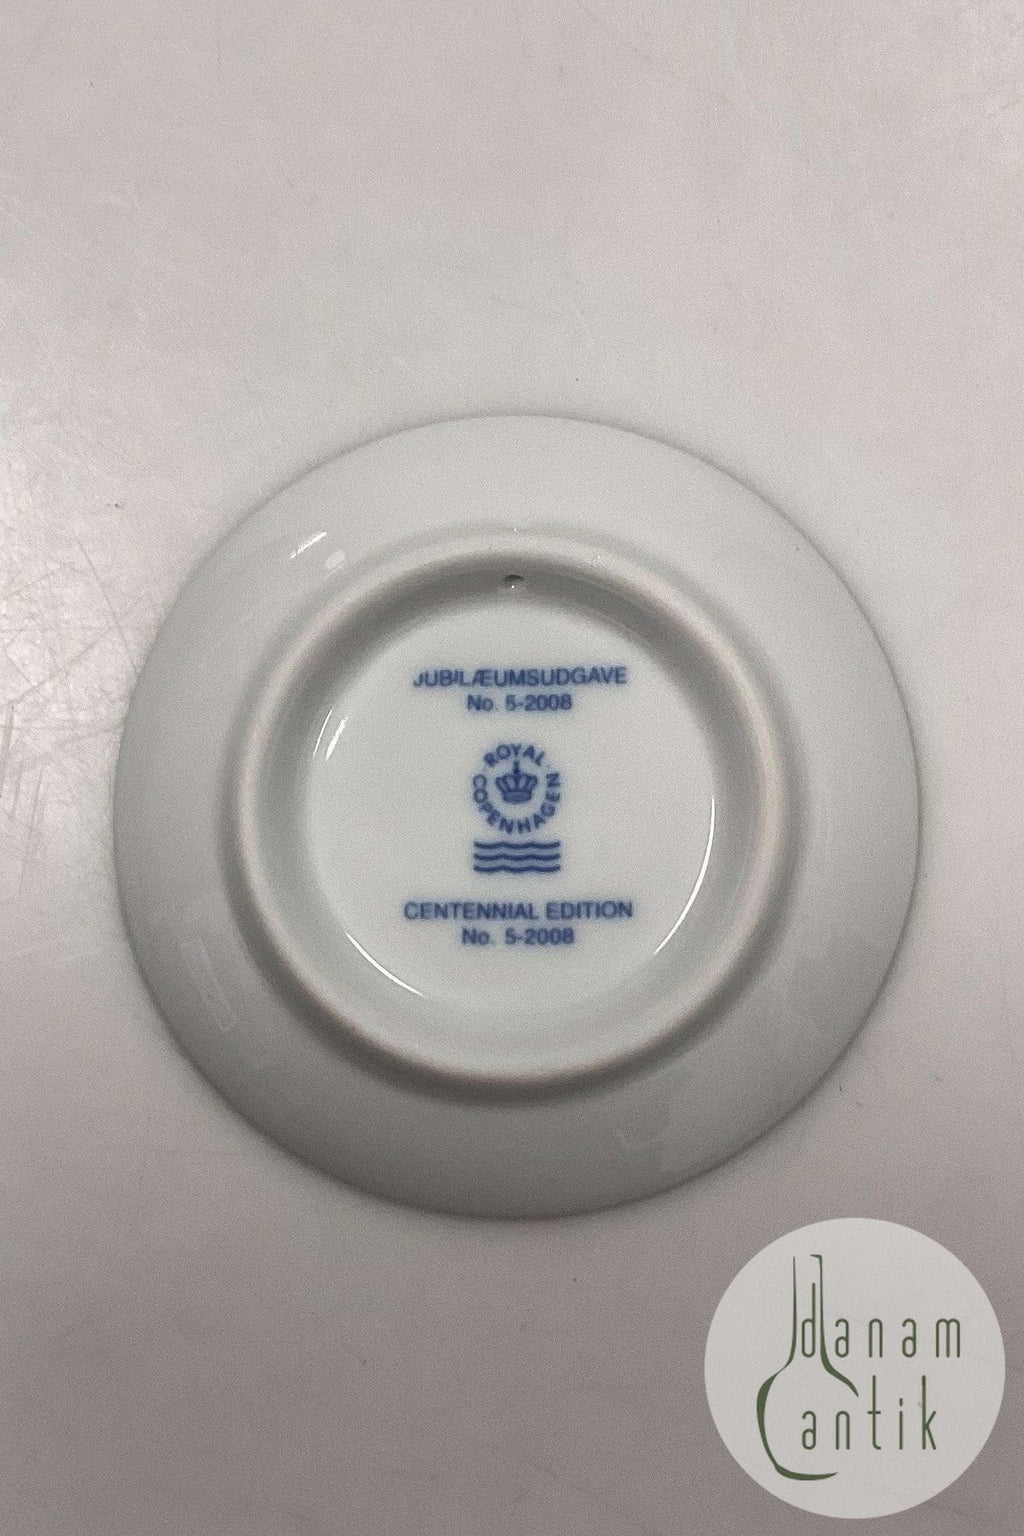 JUBILÆUMSUDGAVE
No. 5-2008
ROYAL
COPENHAGEN
CENTENNIAL EDITION
No. 5-2008
danam
antik